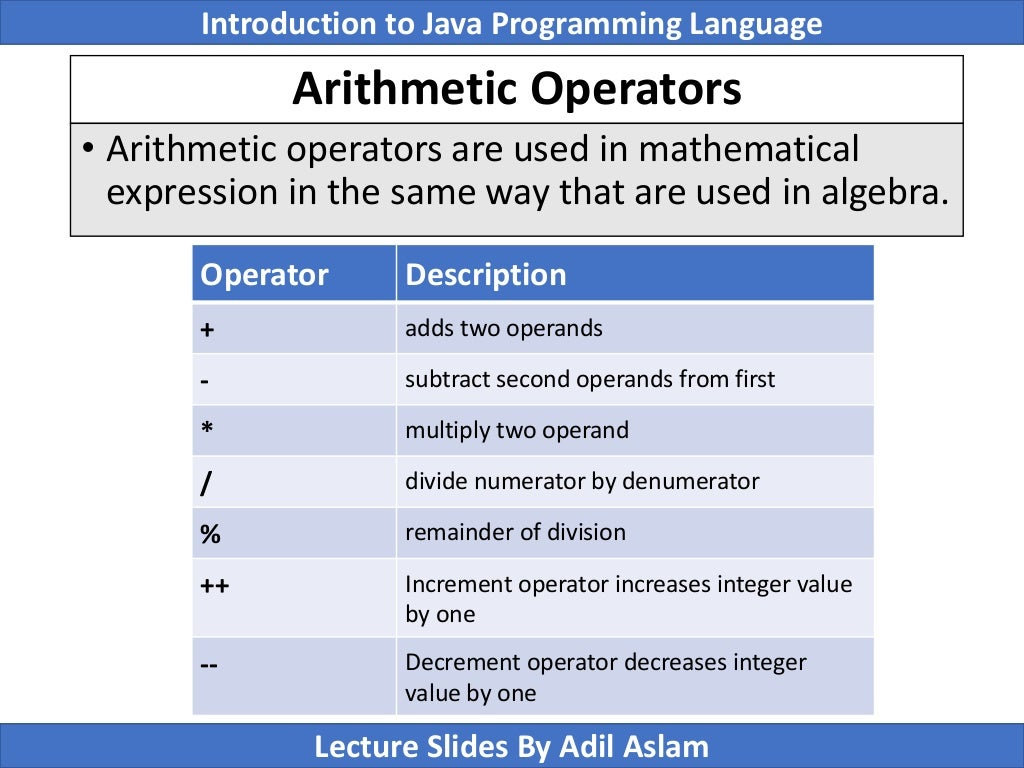 Introduction to Java Programming Language
Arithmetic Operators
• Arithmetic operators are used in mathematical
expression in the same way that are used in algebra.
Operator Description
+ adds two operands
- subtract second operands from first
* multiply two operand
/ divide numerator by denumerator
% remainder of division
++ Increment operator increases integer value
by one
-- Decrement operator decreases integer
value by one
Lecture Slides By Adil Aslam